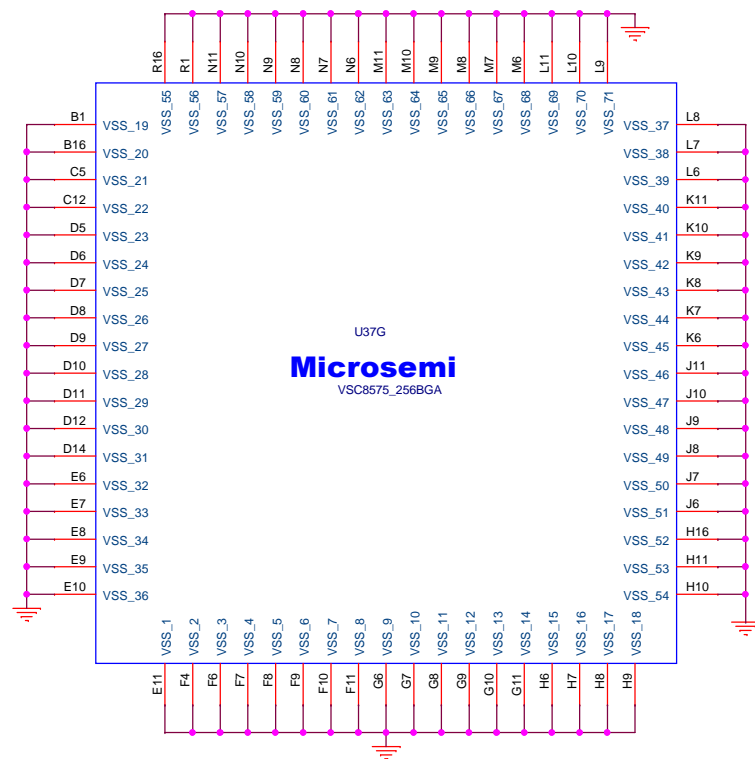 R16 R1 N11 N10 N9 N8 N7 N6 M11 M10 M9 M8 M7 M6 L11 L10 L9
VSS_55 VSS_56 VSS_57 VSS_58 VSS_59 VSS_60 VSS_61 VSS_62 VSS_63 VSS_64 VSS_65 VSS_66 VSS_67 VSS_68 VSS_69 VSS_70 VSS_71
B1 VSS_19 VSS_37 L8
B16 VSS_20 VSS_38 L7
C5 VSS_21 VSS_39 L6
C12 VSS_22 VSS_40 K11
D5 VSS_23 VSS_41 K10
D6 VSS_24 VSS_42 K9
D7 VSS_25 VSS_43 K8
D8 VSS_26 VSS_44 K7
U37G
D9 VSS_27 VSS_45 K6
Microsemi
D10 VSS_28 VSS_46 J11
VSC8575_256BGA
D11 VSS_29 VSS_47 J10
D12 VSS_30 VSS_48 J9
D14 VSS_31 VSS_49 J8
E6 VSS_32 VSS_50 J7
E7 VSS_33 VSS_51 J6
E8 VSS_34 VSS_52 H16
E9 VSS_35 VSS_53 H11
E10 VSS_36 VSS_54 H10
VSS_1 VSS_2 VSS_3 VSS_4 VSS_5 VSS_6 VSS_7 VSS_8 VSS_9 VSS_10 VSS_11 VSS_12 VSS_13 VSS_14 VSS_15 VSS_16 VSS_17 VSS_18
E11 F4 F6 F7 F8 F9 F10 F11 G6 G7 G8 G9 G10 G11 H6 H7 H8 H9